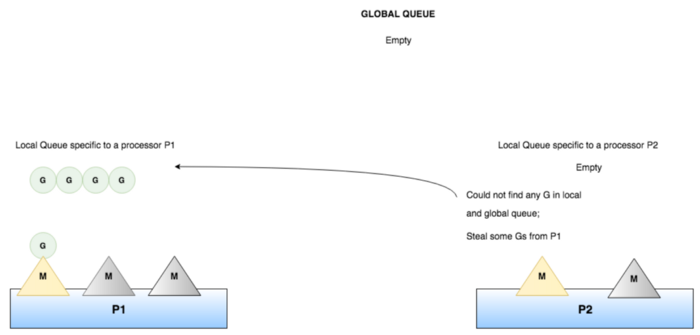 GLOBAL QUEUE
Empty
Local Queue specific to a processor P1
Local Queue specific to a processor P2
Empty
G G G G
Could not find any G in local
and global queue;
Steal some Gs from P1
G
M M M
M M
P1
P2